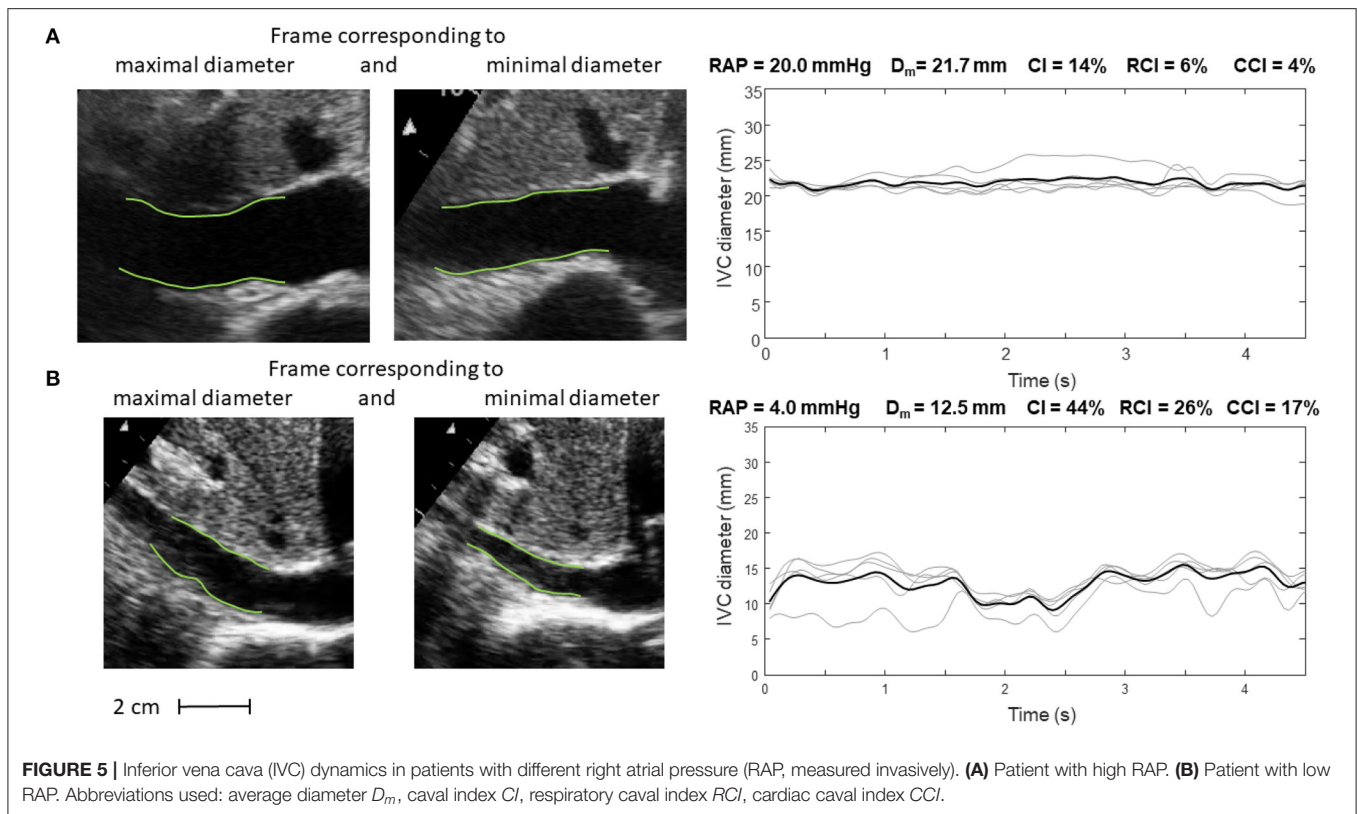 A
Frame corresponding to
maximal diameter and minimal diameter
RAP = 20.0 mmHg Dm = 21.7 mm CI = 14% RCI = 6% CCI = 4%
35
30
25
20
15
10
5
0
IVC diameter (mm)
0 1 2 3 4
Time (s)
B
Frame corresponding to
maximal diameter and minimal diameter
RAP = 4.0 mmHg Dm = 12.5 mm CI = 44% RCI = 26% CCI = 17%
35
30
25
20
15
10
5
0
IVC diameter (mm)
0 1 2 3 4
Time (s)
2 cm
FIGURE 5 | Inferior vena cava (IVC) dynamics in patients with different right atrial pressure (RAP, measured invasively). (A) Patient with high RAP. (B) Patient with low
RAP. Abbreviations used: average diameter Dm, caval index CI, respiratory caval index RCI, cardiac caval index CCI.